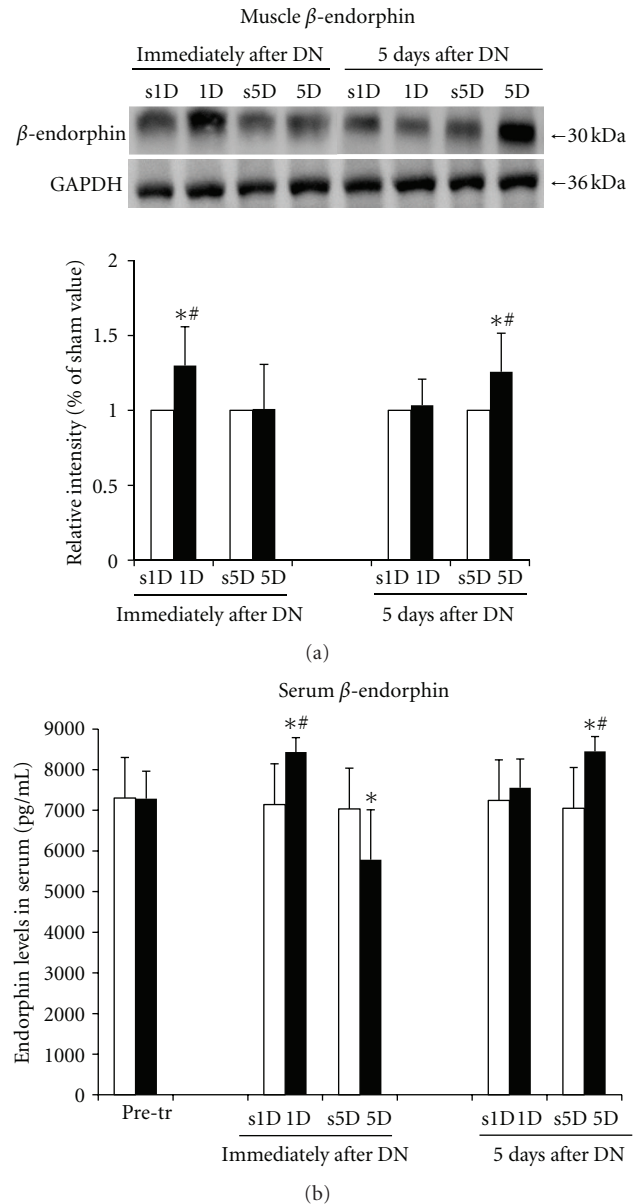 Muscle β-endorphin
Immediately after DN 5 days after DN
s1D 1D s5D 5D s1D 1D s5D 5D
β-endorphin ←30 kDa
GAPDH ←36 kDa
2
1.5
1
0.5
0
Relative intensity (% of sham value)
*# *#
s1D 1D s5D 5D s1D 1D s5D 5D
Immediately after DN 5 days after DN
(a)
Serum β-endorphin
9000
8000
7000
6000
5000
4000
3000
2000
1000
0
Endorphin levels in serum (pg/mL)
*# * *#
Pre-tr s1D 1D s5D 5D s1D 1D s5D 5D
Immediately after DN 5 days after DN
(b)